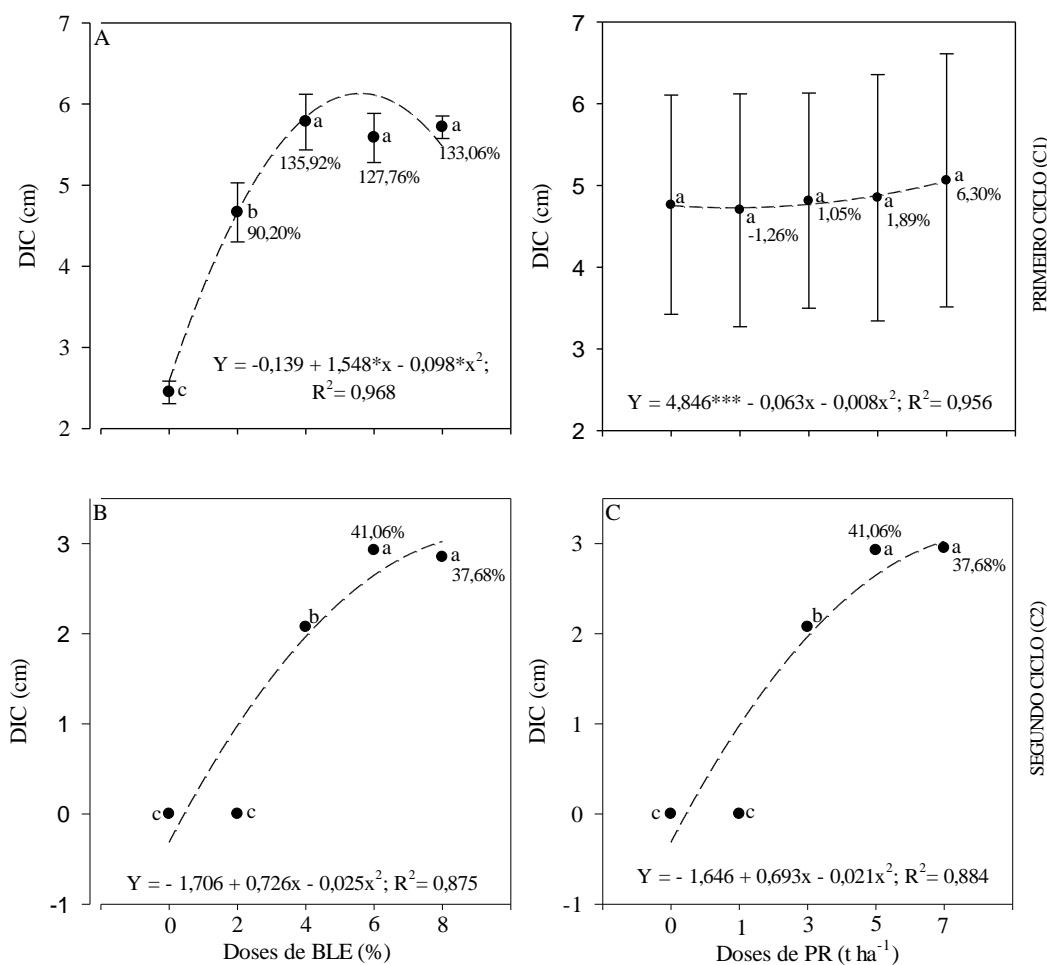 A
DIC (cm)
7
6
5
4
3
2
c
b
90,20%
a
135,92%
a
127,76%
a
133,06%
Y = -0,139 + 1,548*x - 0,098*x²;
R²= 0,968
DIC (cm)
7
6
5
4
3
2
a
a
-1,26%
a
1,05%
a
1,89%
a
6,30%
Y = 4,846*** - 0,063x - 0,008x²; R²= 0,956
PRIMEIRO CICLO (C1)
B
DIC (cm)
3
2
1
0
-1
c
c
b
41,06%
a
a
37,68%
Y = - 1,706 + 0,726x - 0,025x²; R²= 0,875
0 2 4 6 8
Doses de BLE (%)
C
DIC (cm)
3
2
1
0
-1
c
c
b
41,06%
a
a
37,68%
Y = - 1,646 + 0,693x - 0,021x²; R²= 0,884
0 1 3 5 7
Doses de PR (t ha⁻¹)
SEGUNDO CICLO (C2)